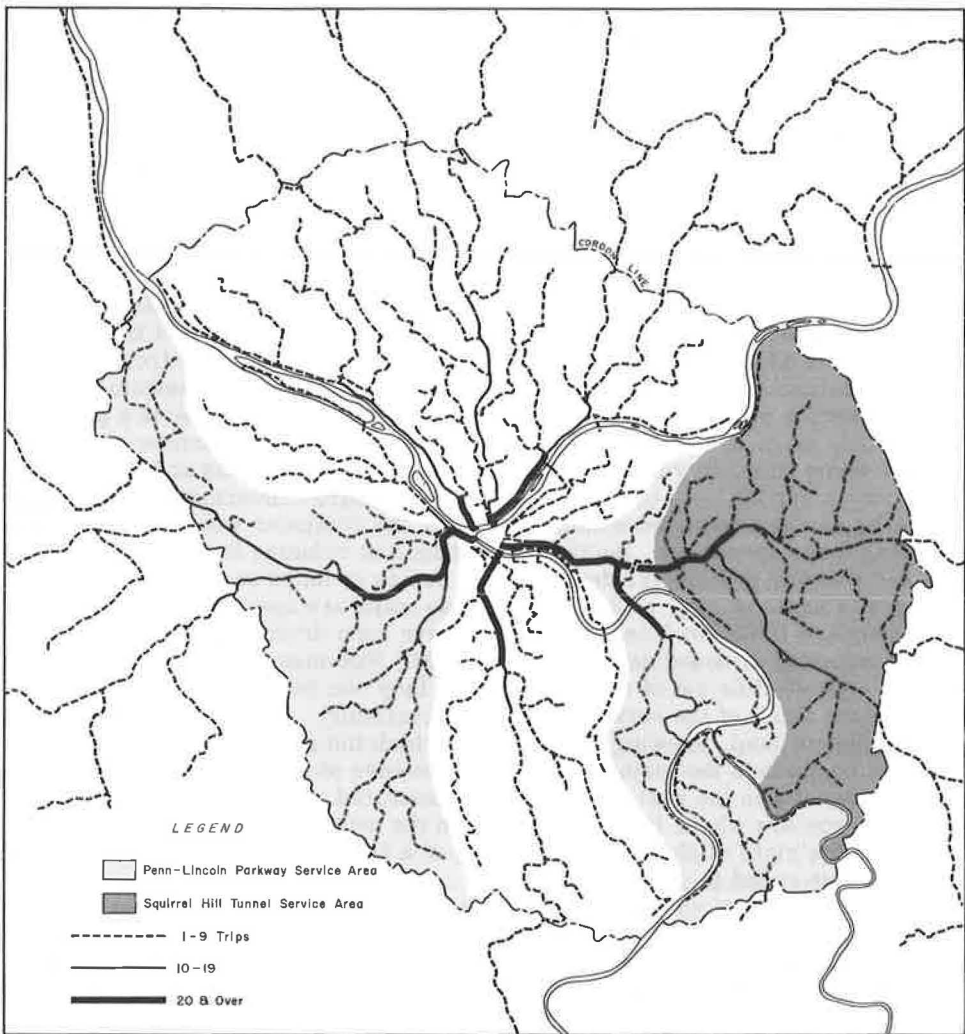 CORDON LINE
LEGEND
Penn-Lincoln Parkway Service Area
Squirrel Hill Tunnel Service Area
1-9 Trips
10-19
20 & Over